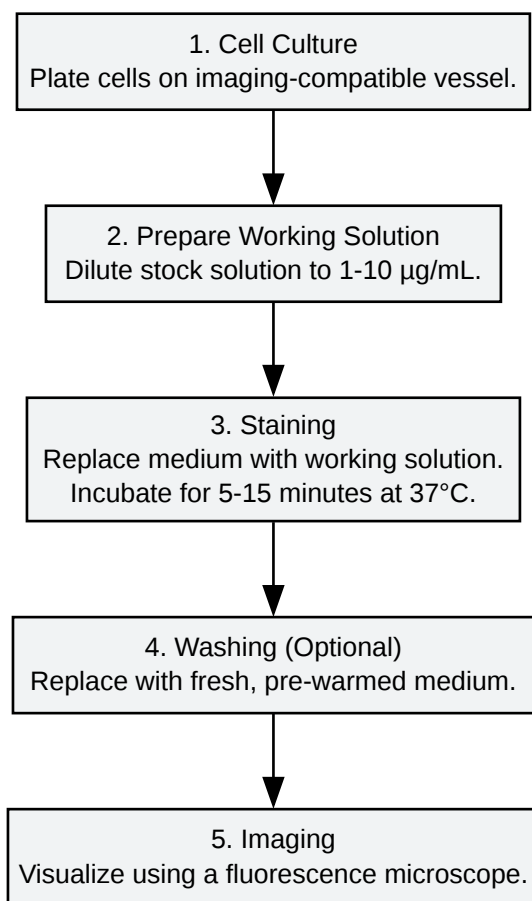 1. Cell Culture
Plate cells on imaging-compatible vessel.
2. Prepare Working Solution
Dilute stock solution to 1-10 µg/mL.
3. Staining
Replace medium with working solution.
Incubate for 5-15 minutes at 37°C.
4. Washing (Optional)
Replace with fresh, pre-warmed medium.
5. Imaging
Visualize using a fluorescence microscope.